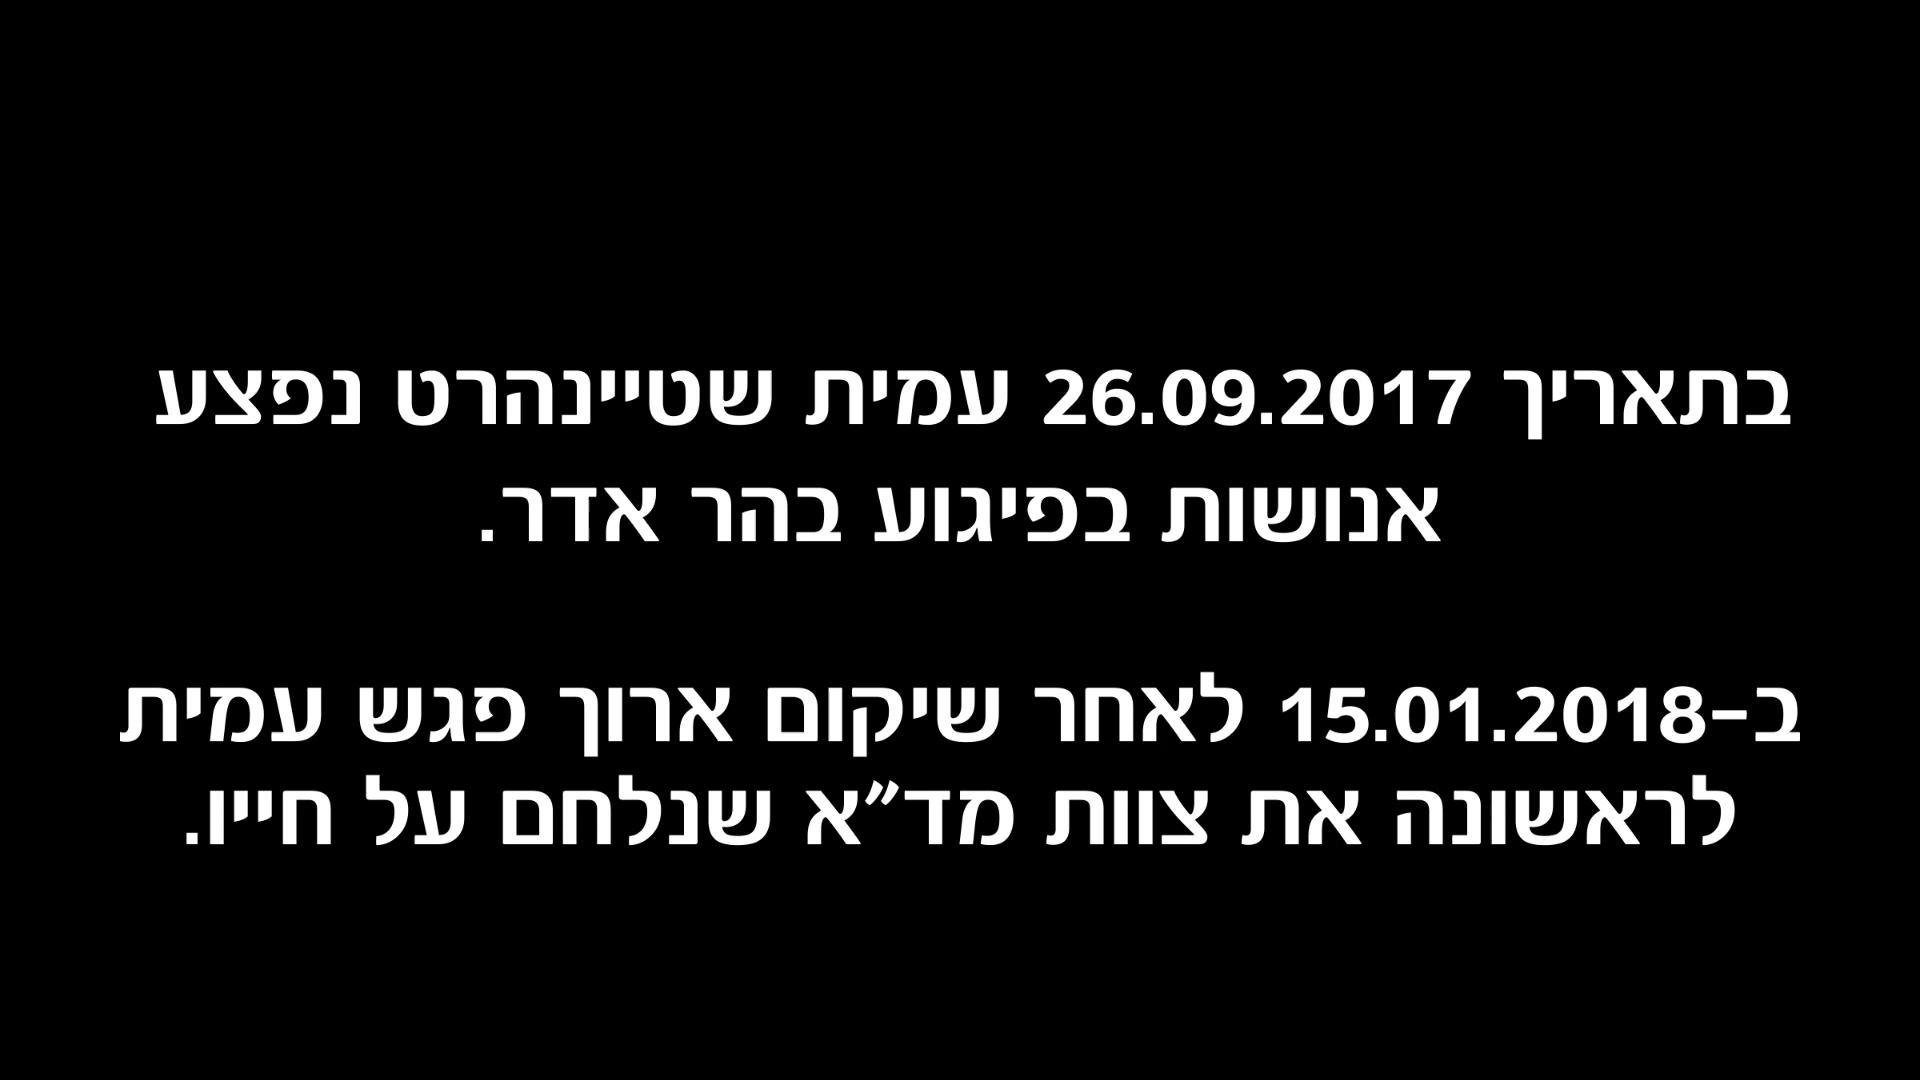 בתאריך 26.09.2017 עמית שטיינהרט נפצע
אנושות בפיגוע בהר אדר.
ב-15.01.2018 לאחר שיקום ארוך פגש עמית
לראשונה את צוות מד״א שנלחם על חייו.